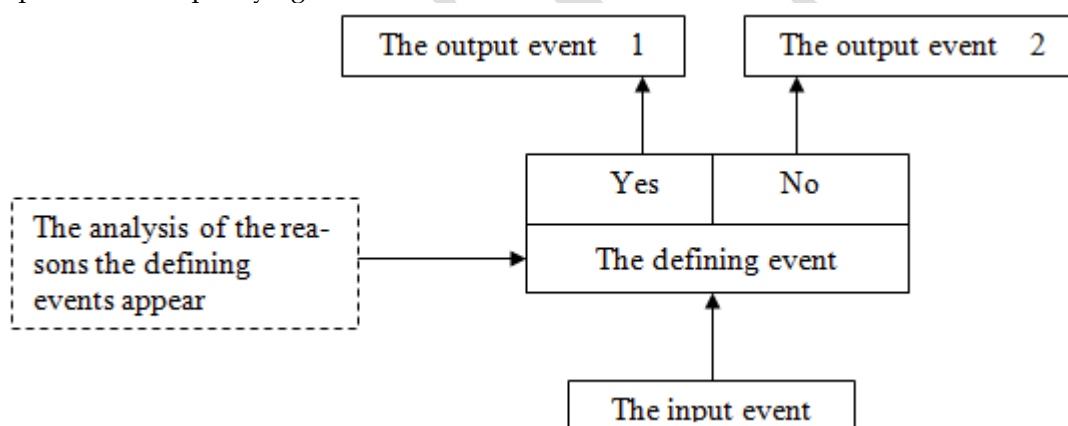 The output event 1
The output event 2
Yes
No
The analysis of the rea-
sons the defining
events appear
The defining event
The input event